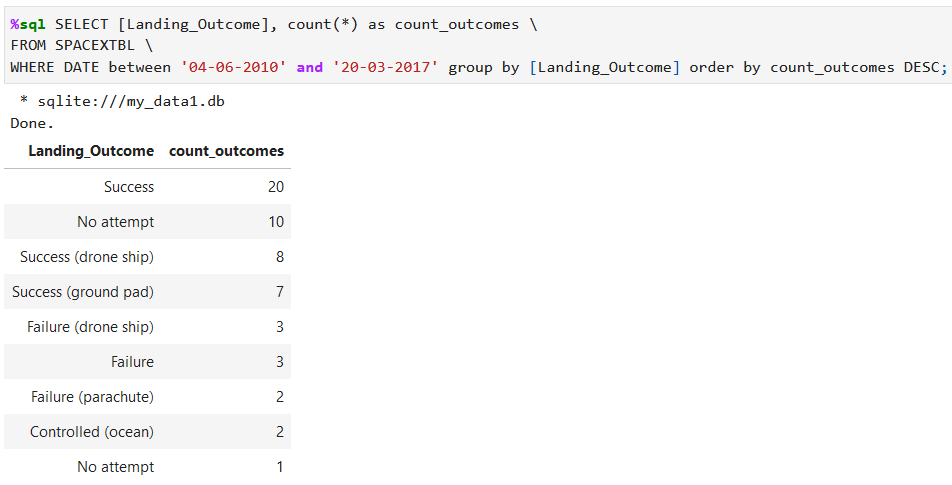 %sql SELECT [Landing_Outcome], count(*) as count_outcomes \
FROM SPACEXTBL \
WHERE DATE between '04-06-2010' and '20-03-2017' group by [Landing_Outcome] order by count_outcomes DESC;
* sqlite:///my_data1.db
Done.
Landing_Outcome count_outcomes
Success 20
No attempt 10
Success (drone ship) 8
Success (ground pad) 7
Failure (drone ship) 3
Failure 3
Failure (parachute) 2
Controlled (ocean) 2
No attempt 1